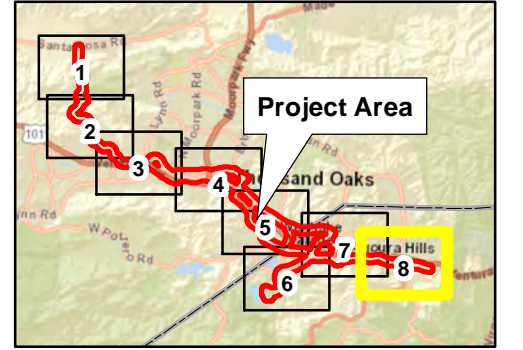 Santa Rosa Rd
1
Moorpark Fwy
Lynn Rd
N Moorpark Rd
2
Project Area
101
3
Rd
4
Thousand Oaks
5
W Potrero Rd
7
Agoura Hills
8
Ventura
6